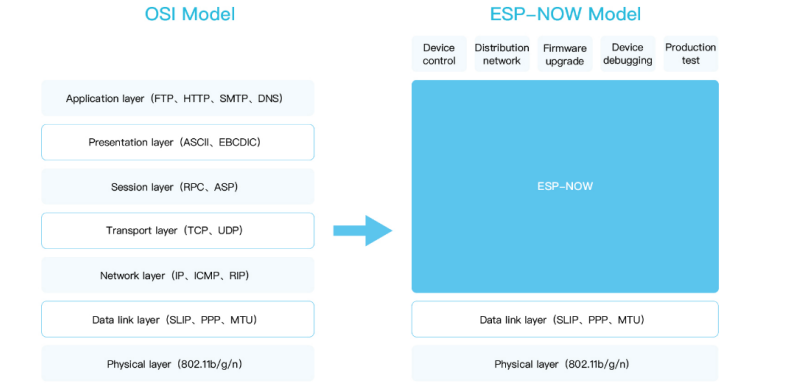 OSI Model
Application layer（FTP、HTTP、SMTP、DNS）
Presentation layer（ASCII、EBCDIC）
Session layer（RPC、ASP）
Transport layer（TCP、UDP）
Network layer（IP、ICMP、RIP）
Data link layer（SLIP、PPP、MTU）
Physical layer（802.11b/g/n）
ESP-NOW Model
Device
control
Distribution
network
Firmware
upgrade
Device
debugging
Production
test
ESP-NOW
Data link layer（SLIP、PPP、MTU）
Physical layer（802.11b/g/n）